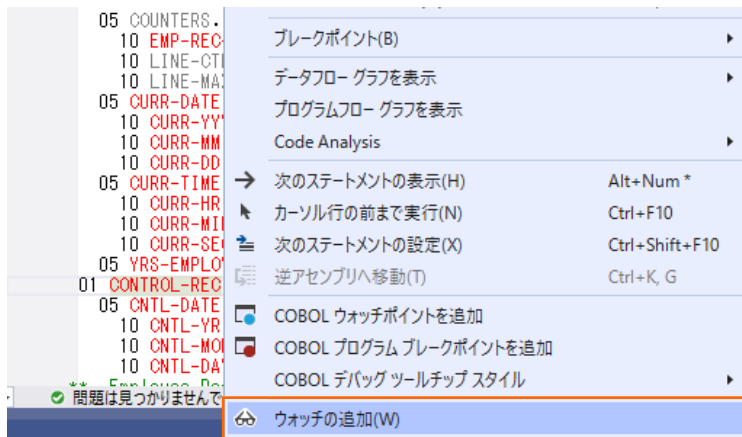 05 COUNTERS.
10 EMP-REC
10 LINE-CT
10 LINE-MA
05 CURR-DATE
10 CURR-YY
10 CURR-MM
10 CURR-DD
05 CURR-TIME
10 CURR-HR
10 CURR-MI
10 CURR-SE
05 YRS-EMPLO
01 CONTROL-REC
05 CNTL-DATE
10 CNTL-YR
10 CNTL-MO
10 CNTL-DA
問題は見つかりませんで
ブレークポイント(B)
データフロー グラフを表示
プログラムフロー グラフを表示
Code Analysis
次のステートメントの表示(H) Alt+Num *
カーソル行の前まで実行(N) Ctrl+F10
次のステートメントの設定(X) Ctrl+Shift+F10
逆アセンブリへ移動(T) Ctrl+K, G
COBOL ウォッチポイントを追加
COBOL プログラム ブレークポイントを追加
COBOL デバッグ ツールチップ スタイル
ウォッチの追加(W)